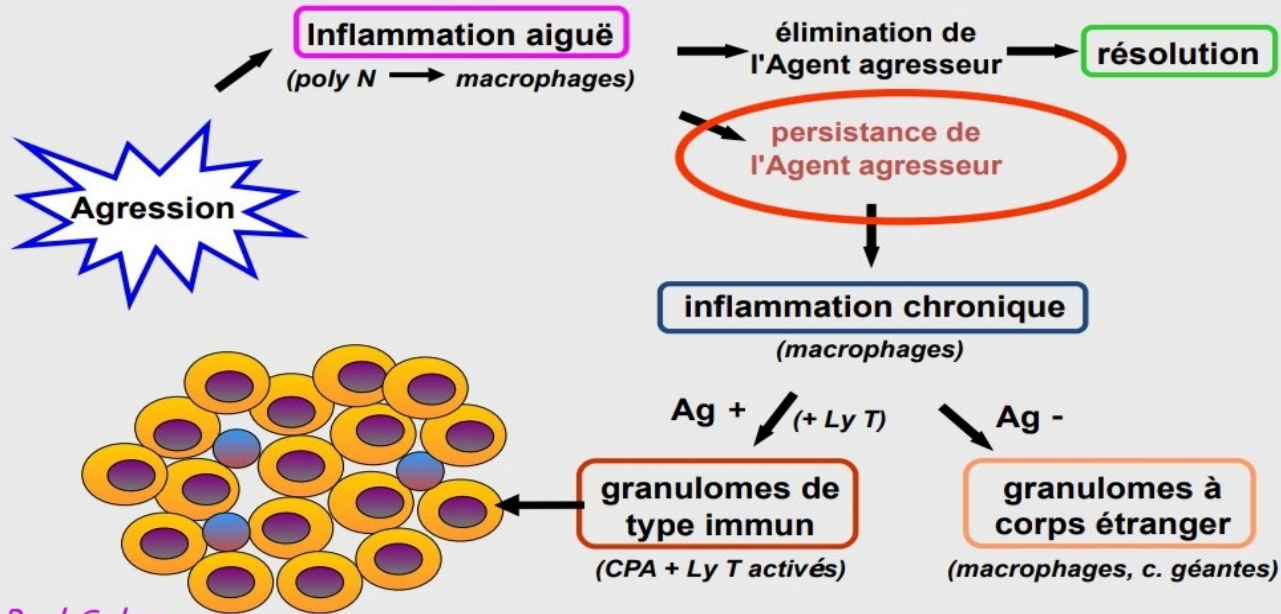 Inflammation aiguë
(poly N → macrophages)
élimination de
l'Agent agresseur
résolution
persistance de
l'Agent agresseur
Agression
inflammation chronique
(macrophages)
Ag +
(+ Ly T)
Ag -
granulomes de
type immun
(CPA + Ly T activés)
granulomes à
corps étranger
(macrophages, c. géantes)